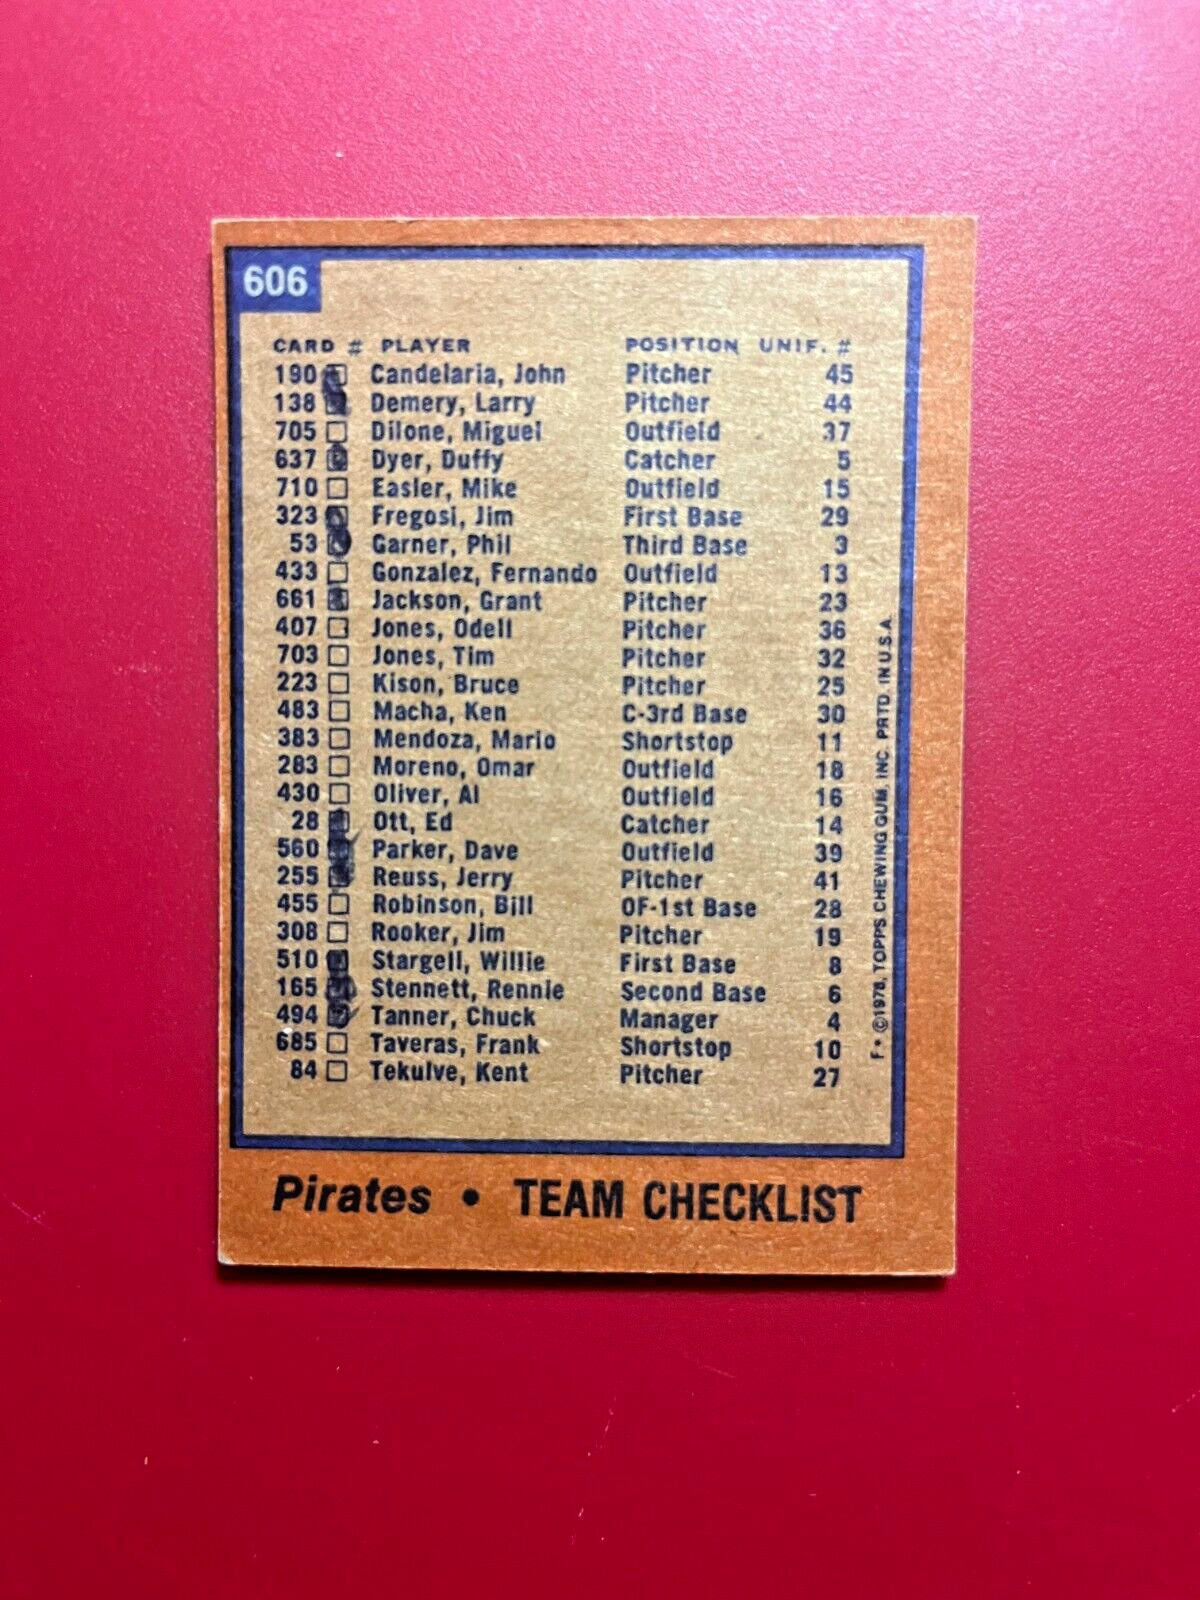 606
CARD # PLAYER POSITION UNIF. #
190 Candelaria, John Pitcher 45
138 Demery, Larry Pitcher 44
705 Dilone, Miguel Outfield 37
637 Dyer, Duffy Catcher 5
710 Easler, Mike Outfield 15
323 Fregosi, Jim First Base 29
53 Garner, Phil Third Base 3
433 Gonzalez, Fernando Outfield 13
661 Jackson, Grant Pitcher 23
407 Jones, Odell Pitcher 36
703 Jones, Tim Pitcher 32
223 Kison, Bruce Pitcher 25
483 Macha, Ken C-3rd Base 30
383 Mendoza, Mario Shortstop 11
283 Moreno, Omar Outfield 18
430 Oliver, Al Outfield 16
28 Ott, Ed Catcher 14
560 Parker, Dave Outfield 39
255 Reuss, Jerry Pitcher 41
455 Robinson, Bill OF-1st Base 28
308 Rooker, Jim Pitcher 19
510 Stargell, Willie First Base 8
165 Stennett, Rennie Second Base 6
494 Tanner, Chuck Manager 4
685 Taveras, Frank Shortstop 10
84 Tekulve, Kent Pitcher 27
F• ©1978, TOPPS CHEWING GUM, INC. PRTD. IN U.S.A.
Pirates • TEAM CHECKLIST